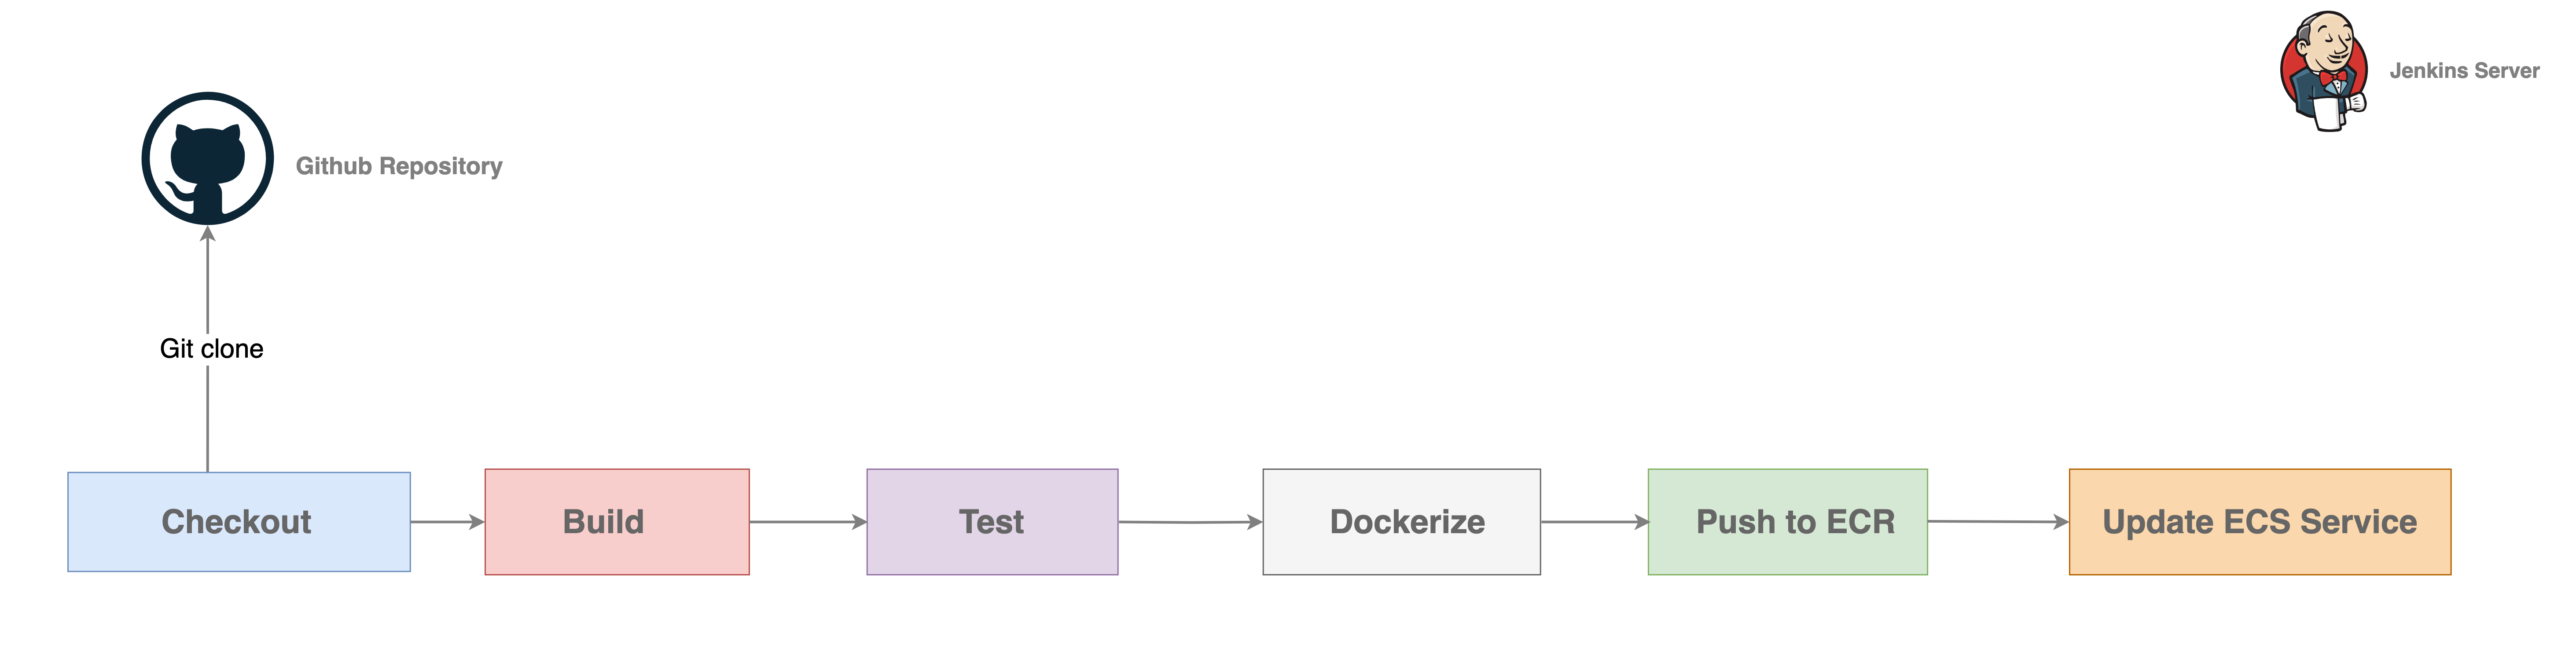 Jenkins Server
Github Repository
Git clone
Checkout
Build
Test
Dockerize
Push to ECR
Update ECS Service